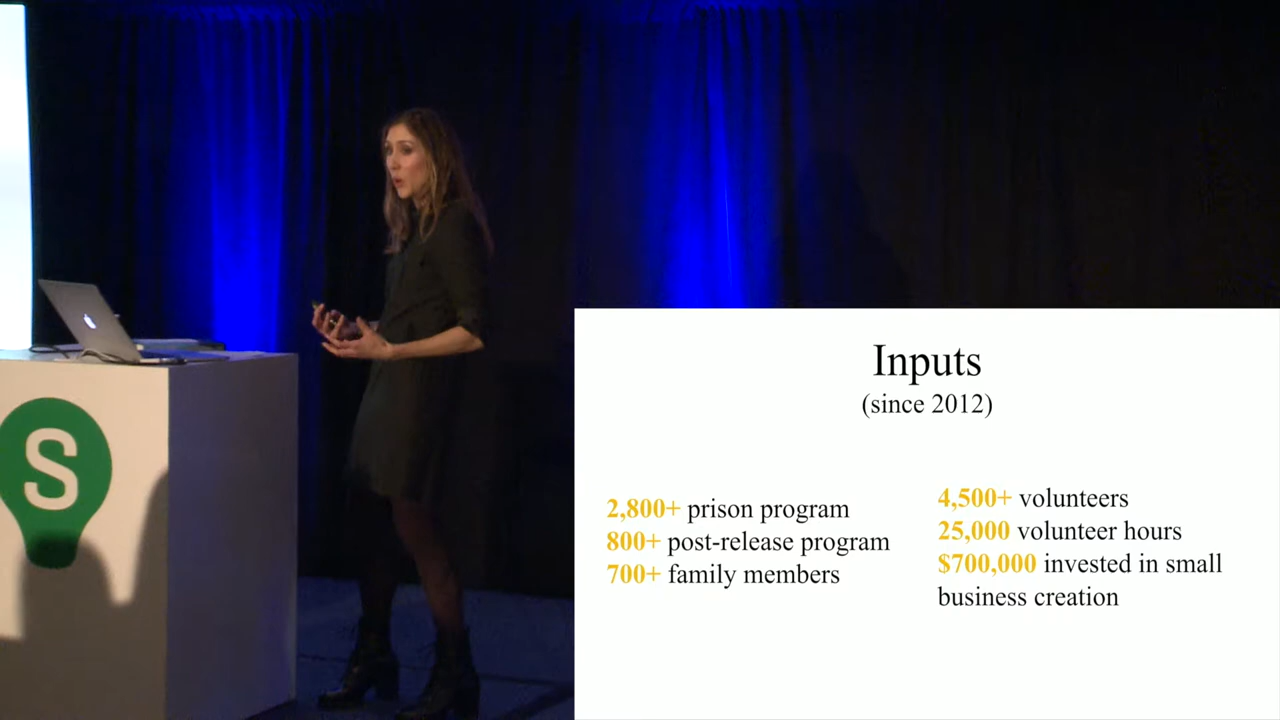 S
Inputs
(since 2012)
2,800+ prison program
800+ post-release program
700+ family members
4,500+ volunteers
25,000 volunteer hours
$700,000 invested in small
business creation